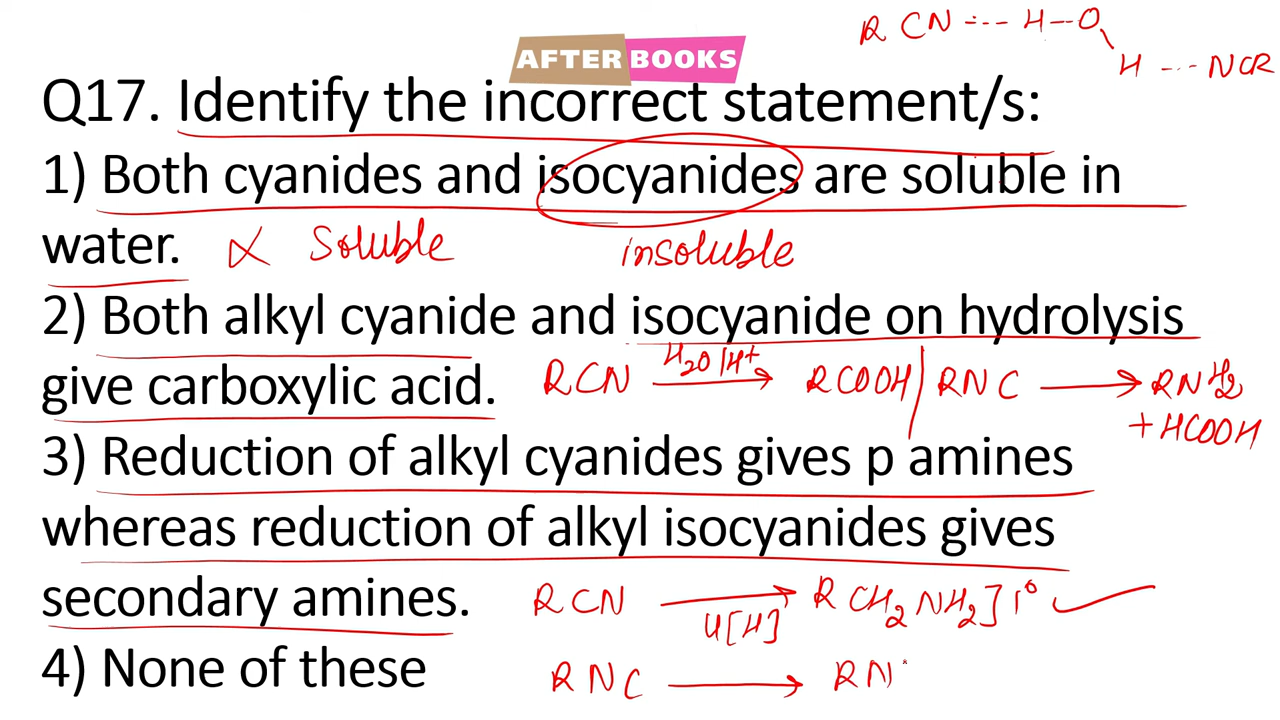 R CN --- H--O
H --- NCR
AFTER BOOKS
Q17. Identify the incorrect statement/s:
1) Both cyanides and isocyanides are soluble in
water. Soluble insoluble
2) Both alkyl cyanide and isocyanide on hydrolysis
H2O/H+
give carboxylic acid. RCN → RCOOH | RNC → RNH2
+HCOOH
3) Reduction of alkyl cyanides gives p amines
whereas reduction of alkyl isocyanides gives
secondary amines. RCN → RCH2NH2] 1° ✓
4[H]
4) None of these RNC → RN